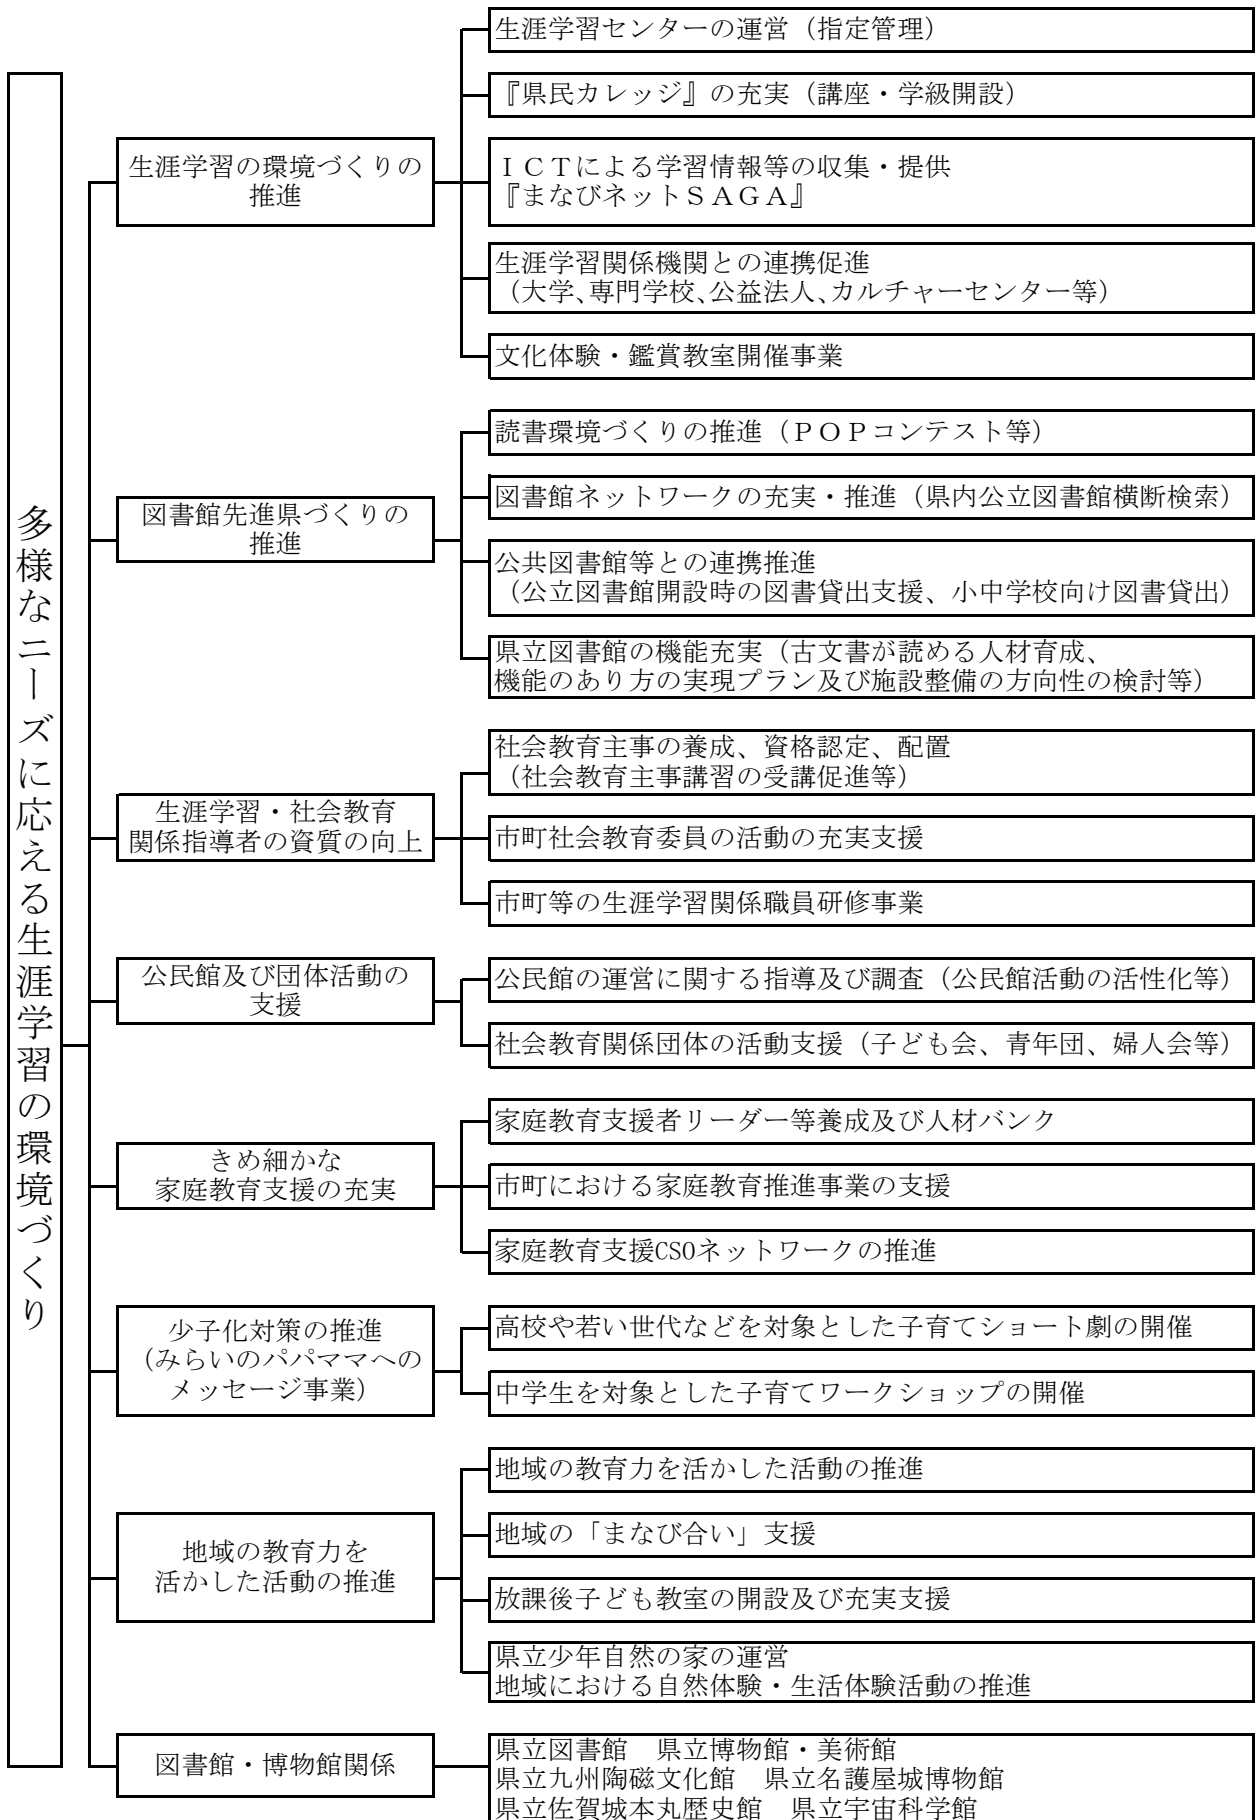 多様なニーズに応える生涯学習の環境づくり
生涯学習の環境づくりの
推進
生涯学習センターの運営（指定管理）
『県民カレッジ』の充実（講座・学級開設）
ＩＣＴによる学習情報等の収集・提供
『まなびネットＳＡＧＡ』
生涯学習関係機関との連携促進
（大学、専門学校、公益法人、カルチャーセンター等）
文化体験・鑑賞教室開催事業
図書館先進県づくりの
推進
読書環境づくりの推進（ＰＯＰコンテスト等）
図書館ネットワークの充実・推進（県内公立図書館横断検索）
公共図書館等との連携推進
（公立図書館開設時の図書貸出支援、小中学校向け図書貸出）
県立図書館の機能充実（古文書が読める人材育成、
機能のあり方の実現プラン及び施設整備の方向性の検討等）
生涯学習・社会教育
関係指導者の資質の向上
社会教育主事の養成、資格認定、配置
（社会教育主事講習の受講促進等）
市町社会教育委員の活動の充実支援
市町等の生涯学習関係職員研修事業
公民館及び団体活動の
支援
公民館の運営に関する指導及び調査（公民館活動の活性化等）
社会教育関係団体の活動支援（子ども会、青年団、婦人会等）
きめ細かな
家庭教育支援の充実
家庭教育支援者リーダー等養成及び人材バンク
市町における家庭教育推進事業の支援
家庭教育支援CSOネットワークの推進
少子化対策の推進
（みらいのパパママへの
メッセージ事業）
高校や若い世代などを対象とした子育てショート劇の開催
中学生を対象とした子育てワークショップの開催
地域の教育力を
活かした活動の推進
地域の教育力を活かした活動の推進
地域の「まなび合い」支援
放課後子ども教室の開設及び充実支援
県立少年自然の家の運営
地域における自然体験・生活体験活動の推進
図書館・博物館関係
県立図書館　県立博物館・美術館
県立九州陶磁文化館　県立名護屋城博物館
県立佐賀城本丸歴史館　県立宇宙科学館